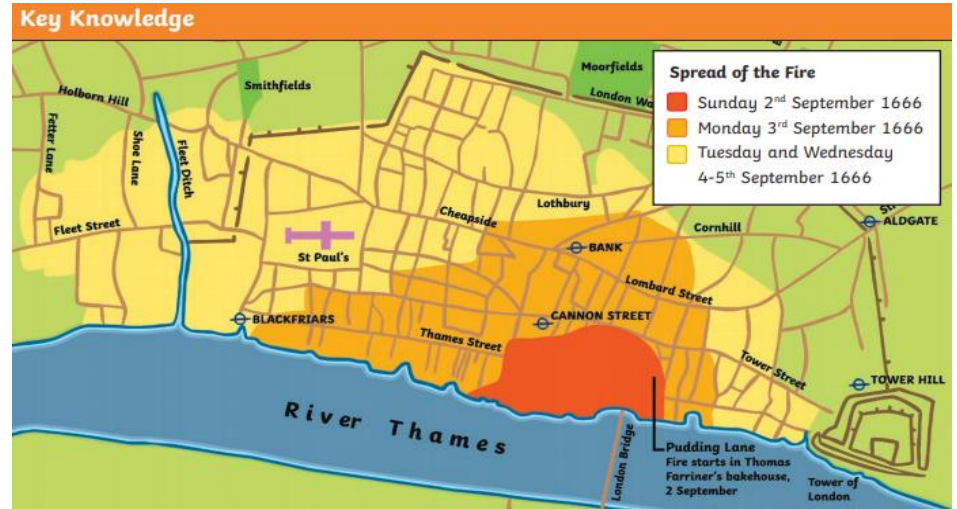 Key Knowledge
Spread of the Fire
Sunday 2nd September 1666
Monday 3rd September 1666
Tuesday and Wednesday
4-5th September 1666
Moorfields
London Wa
Smithfields
Holborn Hill
Fetter Lane
Shoe Lane
Fleet Ditch
Fleet Street
St Paul's
Cheapside
Lothbury
Cornhill
ALDGATE
BANK
Lombard Street
BLACKFRIARS
CANNON STREET
Thames Street
Tower Street
TOWER HILL
River Thames
London Bridge
Pudding Lane
Fire starts in Thomas
Farriner's bakehouse,
2 September
Tower of
London